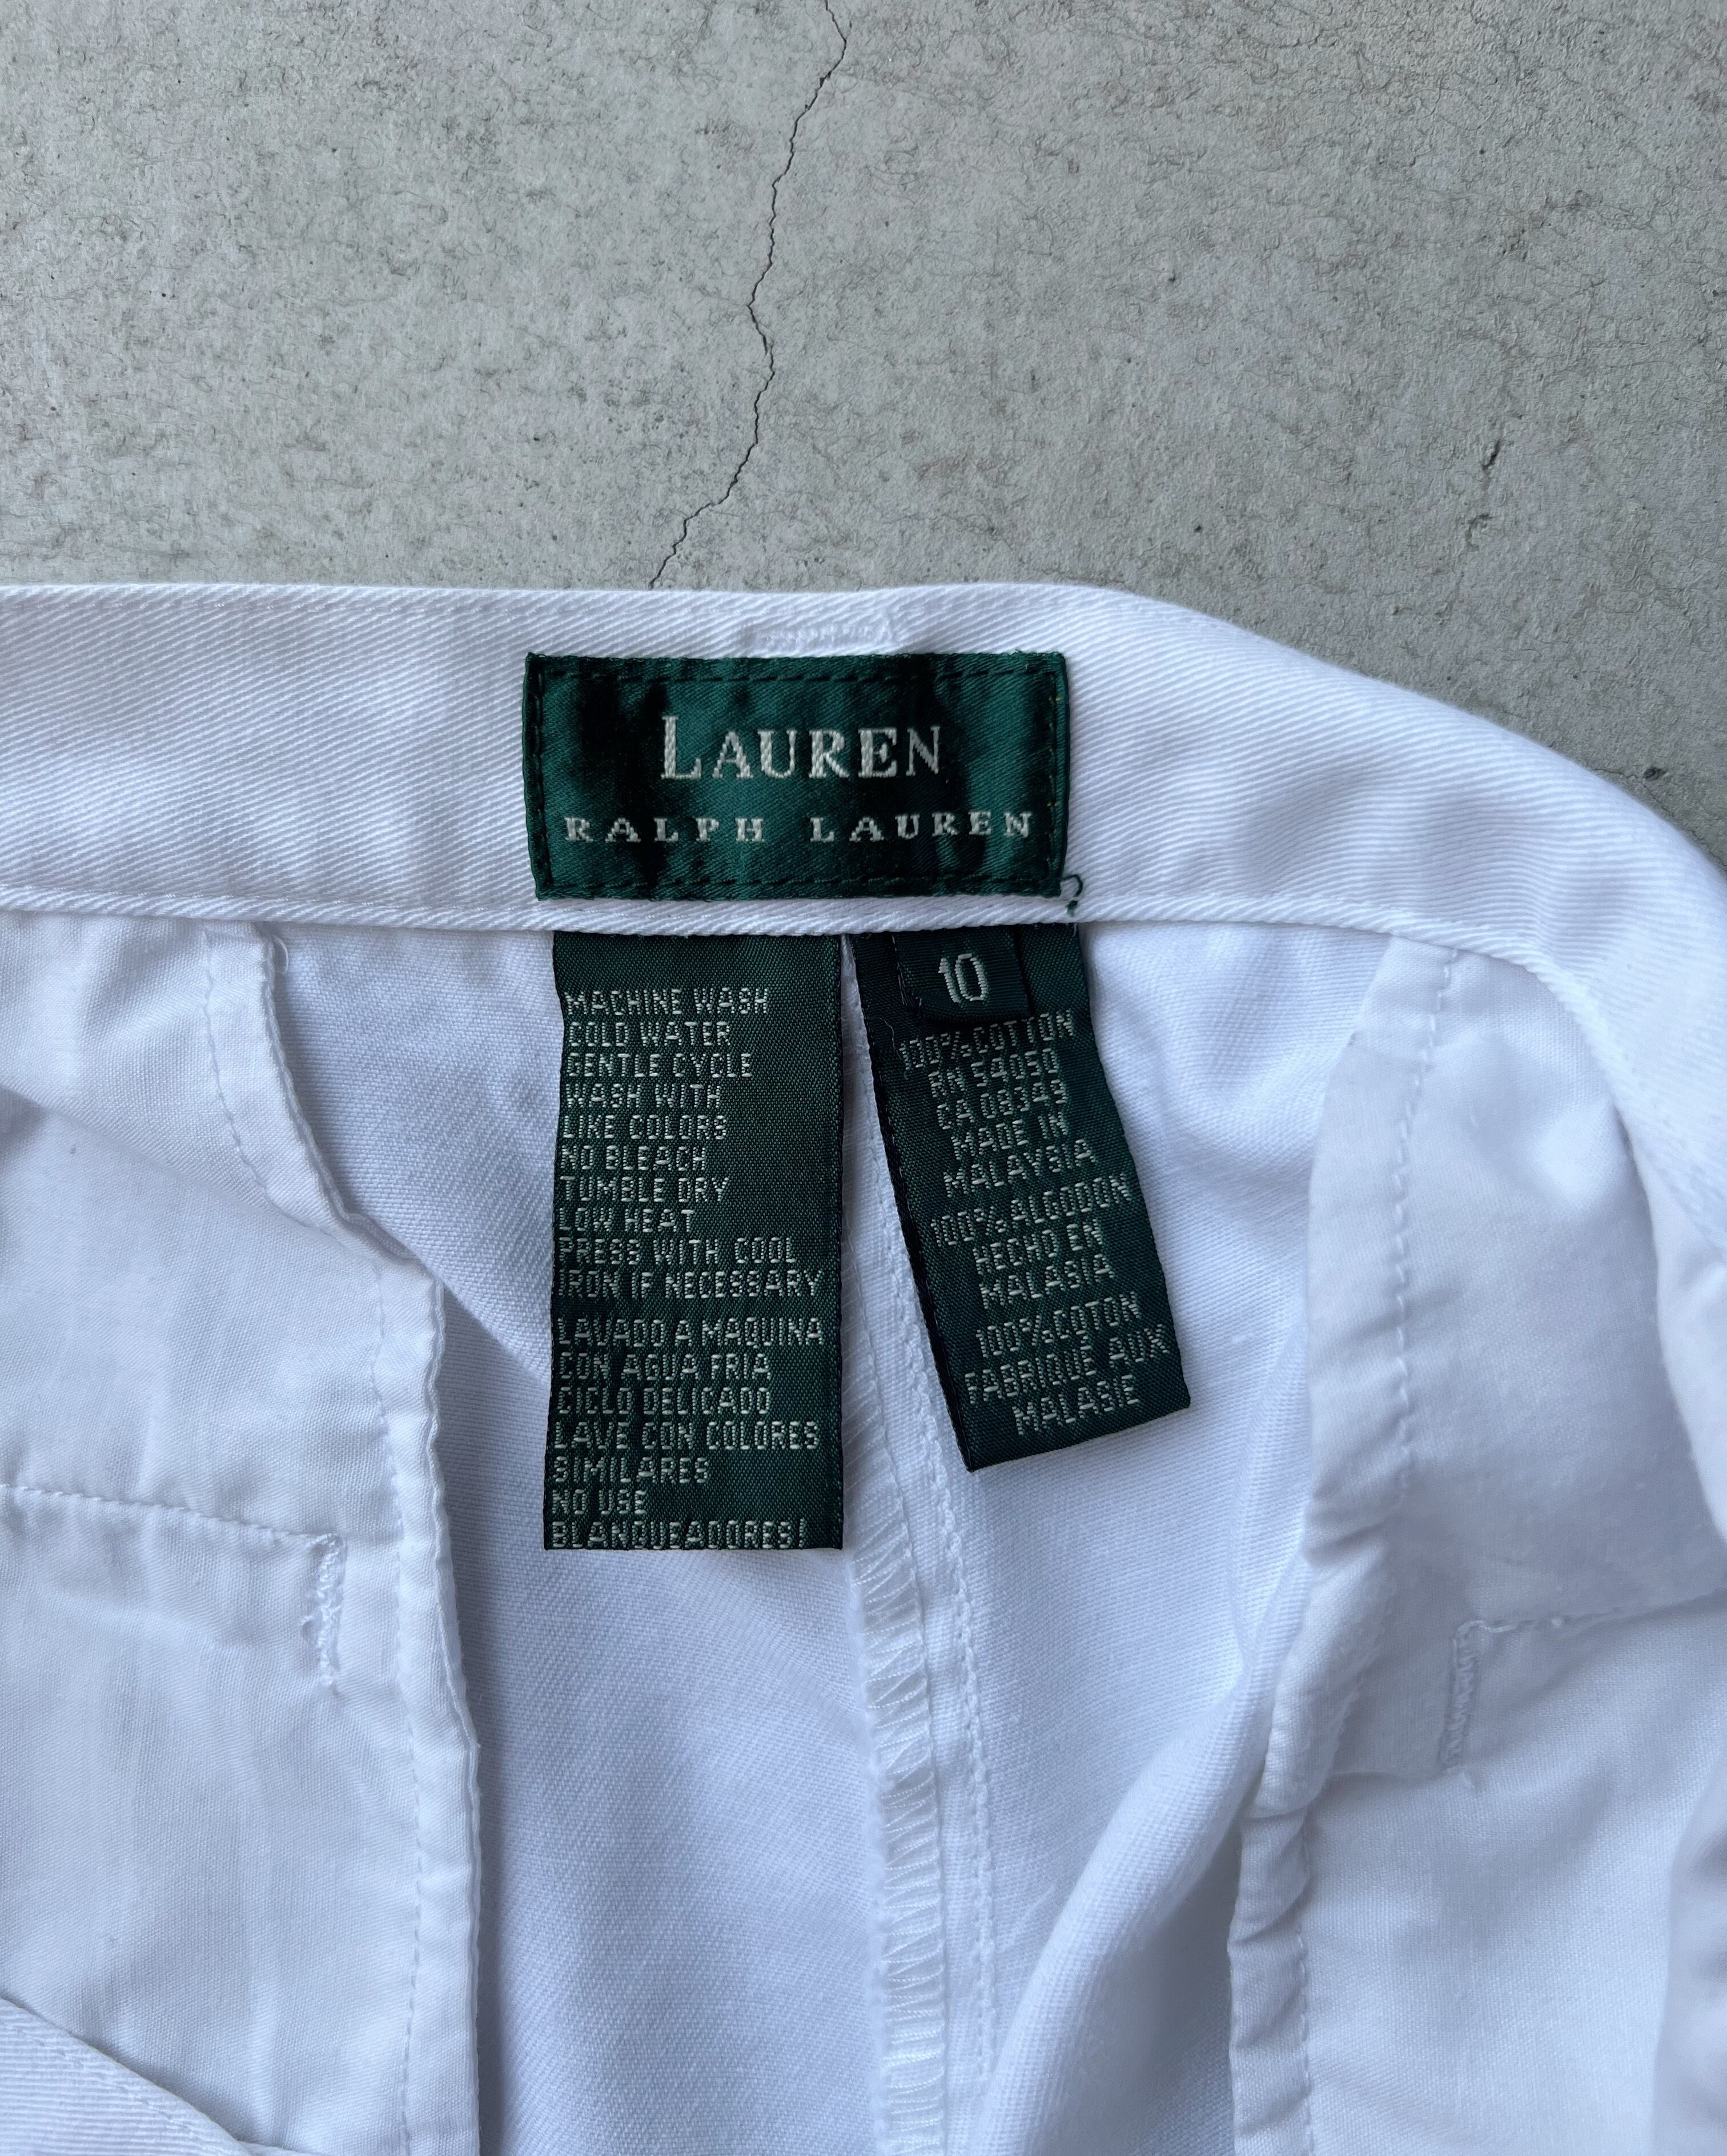 LAUREN
RALPH LAUREN
MACHINE WASH
COLD WATER
GENTLE CYCLE
WASH WITH
LIKE COLORS
NO BLEACH
TUMBLE DRY
LOW HEAT
PRESS WITH COOL
IRON IF NECESSARY
LAVADO A MAQUINA
CON AGUA FRIA
CICLO DELICADO
LAVE CON COLORES
SIMILARES
NO USE
BLANQUEADORES!
10
100% COTTON
RN 54050
CA 08349
MADE IN
MALAYSIA
100% ALGODON
HECHO EN
MALASIA
100% COTON
FABRIQUE AUX
MALASIE